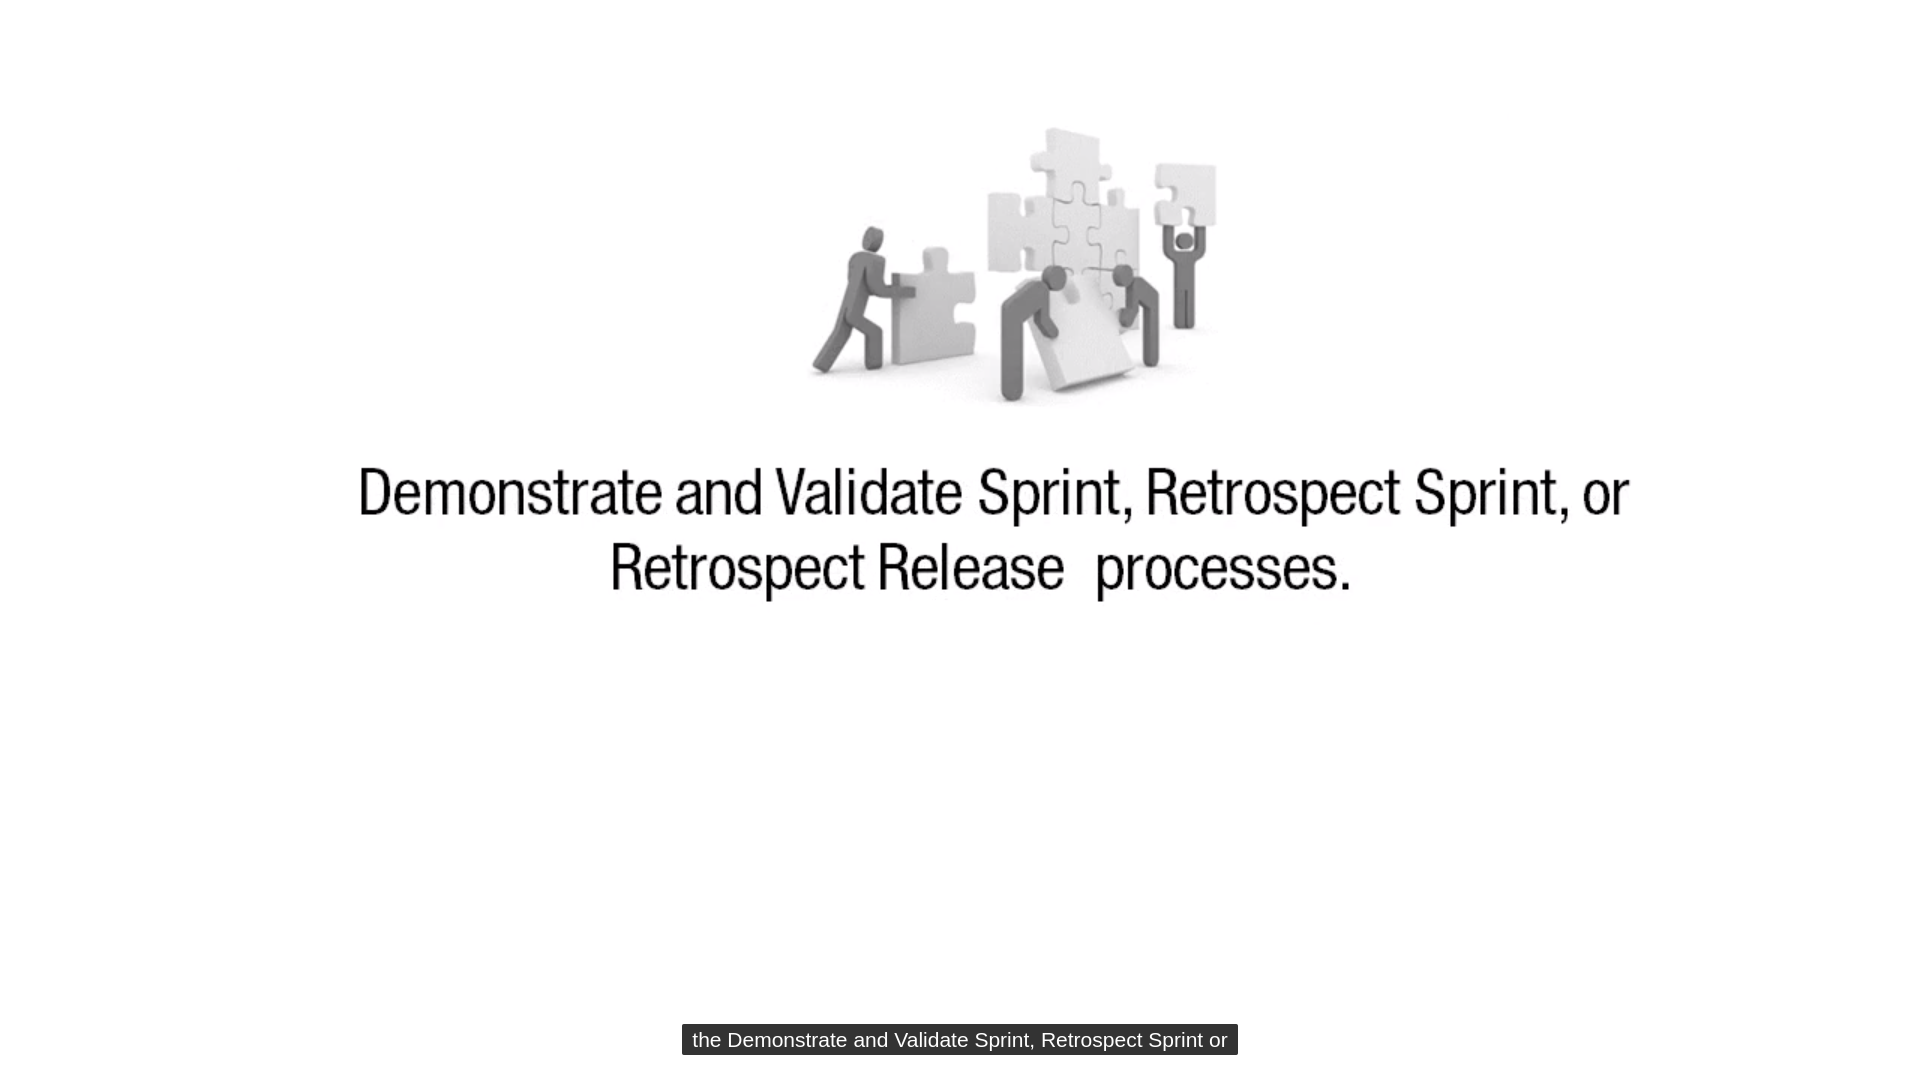 Demonstrate and Validate Sprint, Retrospect Sprint, or
Retrospect Release processes.
the Demonstrate and Validate Sprint, Retrospect Sprint or